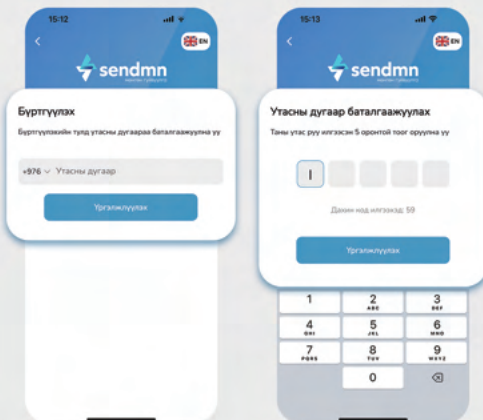 15:12
EN
sendmn
Бүртгүүлэх
Бүртгүүлэхийн тулд утасны дугаараа баталгаажуулна уу
+976 Утасны дугаар
Үргэлжлүүлэх
15:13
EN
sendmn
Утасны дугаар баталгаажуулах
Таны утас руу илгээсэн 5 оронтой тоог оруулна уу
Дахин код илгээхэд: 59
Үргэлжлүүлэх
1
2
ABC
3
DEF
4
GHI
5
JKL
6
MNO
7
PQRS
8
TUV
9
WXYZ
0